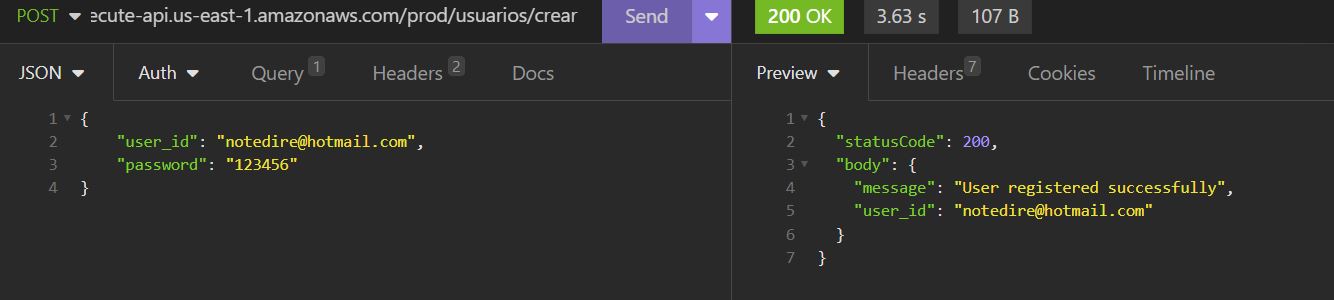 POST ecute-api.us-east-1.amazonaws.com/prod/usuarios/crear Send 200 OK 3.63 s 107 B
JSON Auth Query 1 Headers 2 Docs Preview Headers 7 Cookies Timeline
1 {
2 "user_id": "notedire@hotmail.com",
3 "password": "123456"
4 }
1 {
2 "statusCode": 200,
3 "body": {
4 "message": "User registered successfully",
5 "user_id": "notedire@hotmail.com"
6 }
7 }